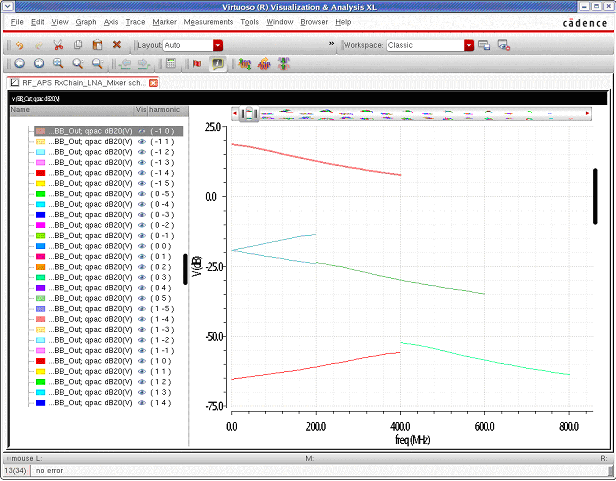 Virtuoso (R) Visualization & Analysis XL
File Edit View Graph Axis Trace Marker Measurements Tools Window Browser Help
cādence
Layout: Auto » Workspace: Classic
RF_APS RxChain_LNA_Mixer sch...
Name Vis harmonic
...BB_Out; qpac dB20(V) (-1 0 )
...BB_Out; qpac dB20(V) (-1 1 )
...BB_Out; qpac dB20(V) (-1 2 )
...BB_Out; qpac dB20(V) (-1 3 )
...BB_Out; qpac dB20(V) (-1 4 )
...BB_Out; qpac dB20(V) (-1 5 )
...BB_Out; qpac dB20(V) ( 0 -5 )
...BB_Out; qpac dB20(V) ( 0 -4 )
...BB_Out; qpac dB20(V) ( 0 -3 )
...BB_Out; qpac dB20(V) ( 0 -2 )
...BB_Out; qpac dB20(V) ( 0 -1 )
...BB_Out; qpac dB20(V) ( 0 0 )
...BB_Out; qpac dB20(V) ( 0 1 )
...BB_Out; qpac dB20(V) ( 0 2 )
...BB_Out; qpac dB20(V) ( 0 3 )
...BB_Out; qpac dB20(V) ( 0 4 )
...BB_Out; qpac dB20(V) ( 0 5 )
...BB_Out; qpac dB20(V) ( 1 -5 )
...BB_Out; qpac dB20(V) ( 1 -4 )
...BB_Out; qpac dB20(V) ( 1 -3 )
...BB_Out; qpac dB20(V) ( 1 -2 )
...BB_Out; qpac dB20(V) ( 1 -1 )
...BB_Out; qpac dB20(V) ( 1 0 )
...BB_Out; qpac dB20(V) ( 1 1 )
...BB_Out; qpac dB20(V) ( 1 2 )
...BB_Out; qpac dB20(V) ( 1 3 )
...BB_Out; qpac dB20(V) ( 1 4 )
25.0
0.0
-25.0
-50.0
-75.0
V (dB)
0.0 200.0 400.0 600.0 800.0
freq (MHz)
mouse L: M: R:
13(34) no error